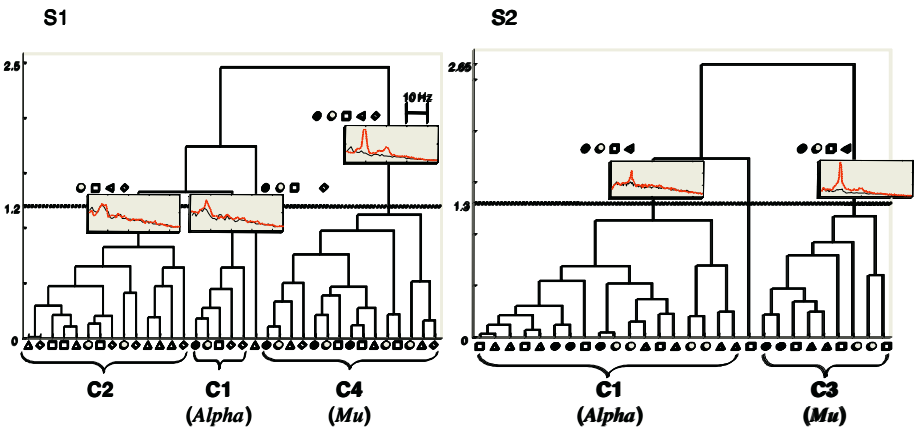 S1
S2
2.5
10 Hz
2.65
1.2
1.3
0
0
C2
C1
C4
C1
C3
(Alpha)
(Mu)
(Alpha)
(Mu)